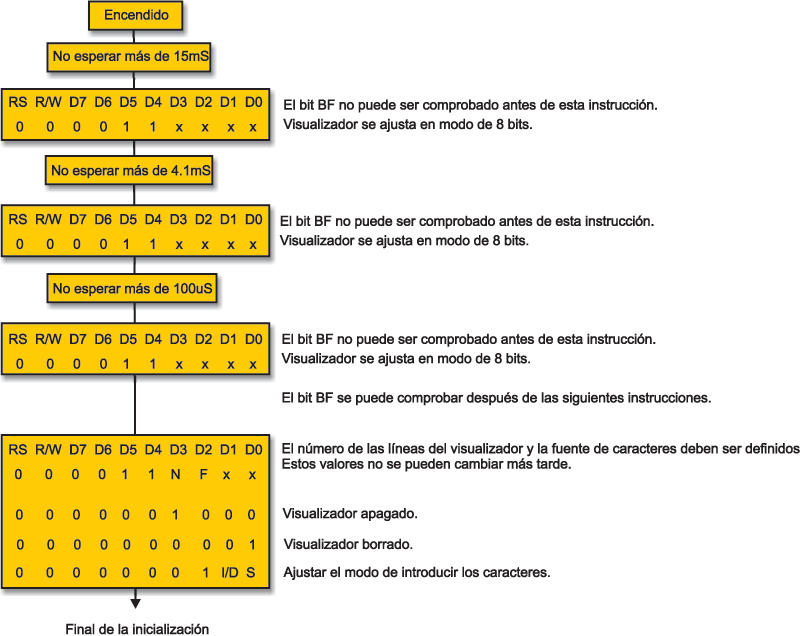 Encendido
No esperar más de 15mS
RS R/W D7 D6 D5 D4 D3 D2 D1 D0
0 0 0 0 1 1 x x x x
El bit BF no puede ser comprobado antes de esta instrucción.
Visualizador se ajusta en modo de 8 bits.
No esperar más de 4.1mS
RS R/W D7 D6 D5 D4 D3 D2 D1 D0
0 0 0 0 1 1 x x x x
El bit BF no puede ser comprobado antes de esta instrucción.
Visualizador se ajusta en modo de 8 bits.
No esperar más de 100uS
RS R/W D7 D6 D5 D4 D3 D2 D1 D0
0 0 0 0 1 1 x x x x
El bit BF no puede ser comprobado antes de esta instrucción.
Visualizador se ajusta en modo de 8 bits.
El bit BF se puede comprobar después de las siguientes instrucciones.
RS R/W D7 D6 D5 D4 D3 D2 D1 D0
0 0 0 0 1 1 N F x x
El número de las líneas del visualizador y la fuente de caracteres deben ser definidos
Estos valores no se pueden cambiar más tarde.
0 0 0 0 0 0 1 0 0 0
Visualizador apagado.
0 0 0 0 0 0 0 0 0 1
Visualizador borrado.
0 0 0 0 0 0 0 1 I/D S
Ajustar el modo de introducir los caracteres.
Final de la inicialización